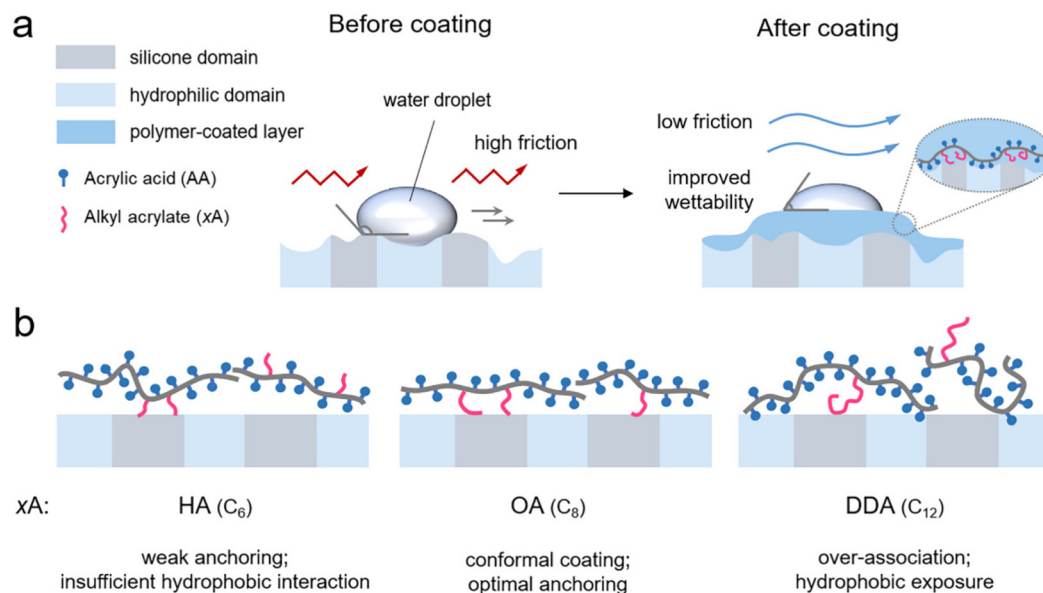 a
Before coating
After coating
silicone domain
hydrophilic domain
polymer-coated layer
Acrylic acid (AA)
Alkyl acrylate (xA)
water droplet
high friction
low friction
improved
wettability
b
xA:
HA (C₆)
OA (C₈)
DDA (C₁₂)
weak anchoring;
insufficient hydrophobic interaction
conformal coating;
optimal anchoring
over-association;
hydrophobic exposure